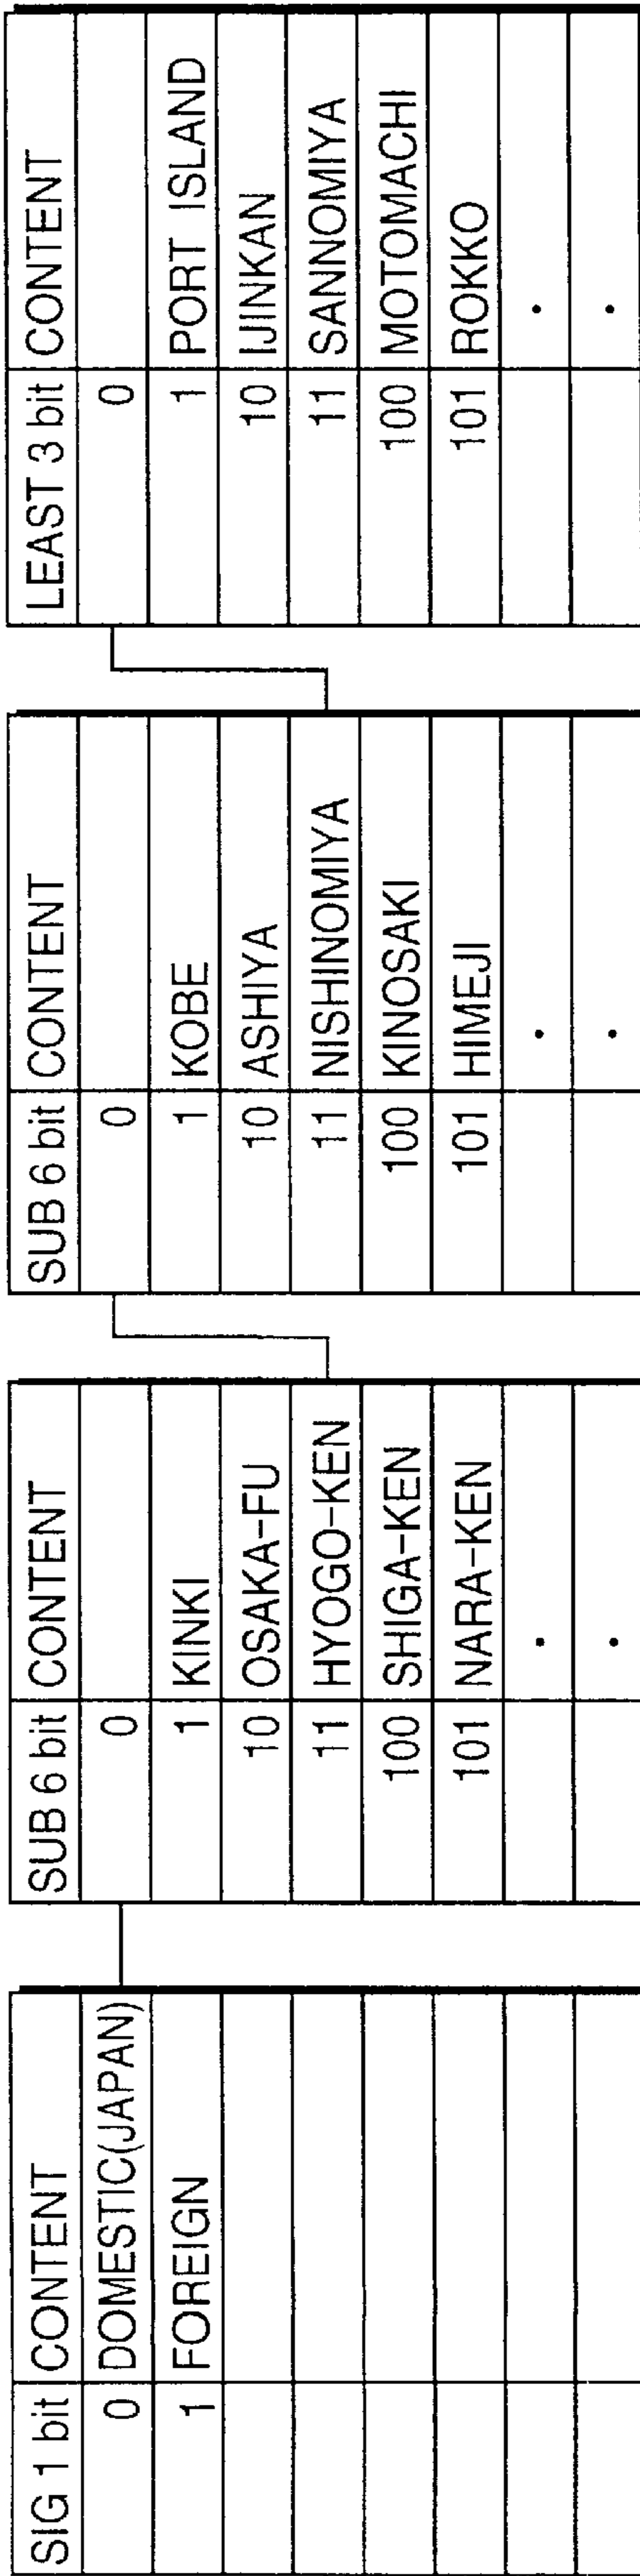 SIG 1 bit CONTENT
0 DOMESTIC(JAPAN)
1 FOREIGN
SUB 6 bit CONTENT
0
1 KINKI
10 OSAKA-FU
11 HYOGO-KEN
100 SHIGA-KEN
101 NARA-KEN
.
.
SUB 6 bit CONTENT
0
1 KOBE
10 ASHIYA
11 NISHINOMIYA
100 KINOSAKI
101 HIMEJI
.
.
LEAST 3 bit CONTENT
0
1 PORT ISLAND
10 IJINKAN
11 SANNOMIYA
100 MOTOMACHI
101 ROKKO
.
.